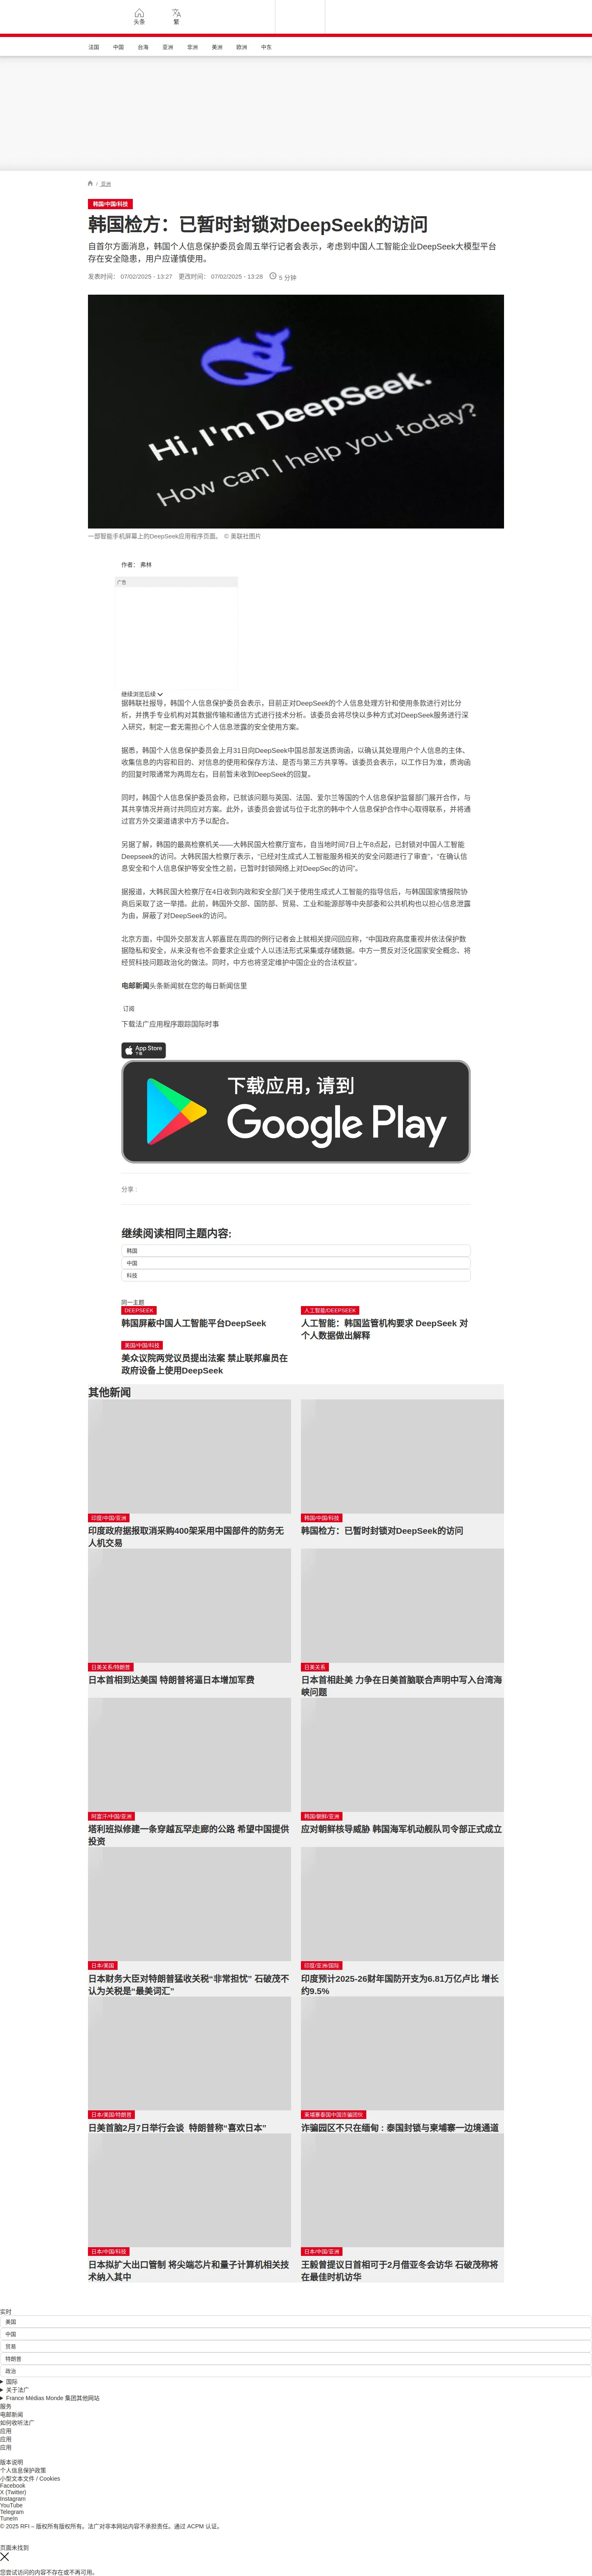 头条
繁
法国
中国
台海
亚洲
非洲
美洲
欧洲
中东
/ 亚洲
韩国/中国/科技
韩国检方：已暂时封锁对DeepSeek的访问
自首尔方面消息，韩国个人信息保护委员会周五举行记者会表示，考虑到中国人工智能企业DeepSeek大模型平台
存在安全隐患，用户应谨慎使用。
发表时间： 07/02/2025 - 13:27 更改时间： 07/02/2025 - 13:28 5 分钟
Hi, I'm DeepSeek.
How can I help you today?
一部智能手机屏幕上的DeepSeek应用程序页面。 © 美联社图片
作者： 弗林
广告
继续浏览后续
据韩联社报导，韩国个人信息保护委员会表示，目前正对DeepSeek的个人信息处理方针和使用条款进行对比分
析，并携手专业机构对其数据传输和通信方式进行技术分析。该委员会将尽快以多种方式对DeepSeek服务进行深
入研究，制定一套无需担心个人信息泄露的安全使用方案。
据悉，韩国个人信息保护委员会上月31日向DeepSeek中国总部发送质询函，以确认其处理用户个人信息的主体、
收集信息的内容和目的、对信息的使用和保存方法、是否与第三方共享等。该委员会表示，以工作日为准，质询函
的回复时限通常为两周左右，目前暂未收到DeepSeek的回复。
同时，韩国个人信息保护委员会称，已就该问题与英国、法国、爱尔兰等国的个人信息保护监督部门展开合作，与
其共享情况并商讨共同应对方案。此外，该委员会尝试与位于北京的韩中个人信息保护合作中心取得联系，并将通
过官方外交渠道请求中方予以配合。
另据了解，韩国的最高检察机关——大韩民国大检察厅宣布，自当地时间7日上午8点起，已封锁对中国人工智能
Deepseek的访问。大韩民国大检察厅表示，“已经对生成式人工智能服务相关的安全问题进行了审查”，“在确认信
息安全和个人信息保护等安全性之前，已暂时封锁网络上对DeepSec的访问”。
据报道，大韩民国大检察厅在4日收到内政和安全部门关于使用生成式人工智能的指导信后，与韩国国家情报院协
商后采取了这一举措。此前，韩国外交部、国防部、贸易、工业和能源部等中央部委和公共机构也以担心信息泄露
为由，屏蔽了对DeepSeek的访问。
北京方面，中国外交部发言人郭嘉昆在周四的例行记者会上就相关提问回应称，“中国政府高度重视并依法保护数
据隐私和安全，从来没有也不会要求企业或个人以违法形式采集或存储数据。中方一贯反对泛化国家安全概念、将
经贸科技问题政治化的做法。同时，中方也将坚定维护中国企业的合法权益”。
电邮新闻头条新闻就在您的每日新闻信里
订阅
下载法广应用程序跟踪国际时事
App Store
下载
下载应用，请到
Google Play
分享 :
继续阅读相同主题内容:
韩国
中国
科技
同一主题
DEEPSEEK
韩国屏蔽中国人工智能平台DeepSeek
人工智能/DEEPSEEK
人工智能：韩国监管机构要求 DeepSeek 对
个人数据做出解释
美国/中国/科技
美众议院两党议员提出法案 禁止联邦雇员在
政府设备上使用DeepSeek
其他新闻
印度/中国/亚洲
印度政府据报取消采购400架采用中国部件的防务无
人机交易
韩国/中国/科技
韩国检方：已暂时封锁对DeepSeek的访问
日美关系/特朗普
日本首相到达美国 特朗普将逼日本增加军费
日美关系
日本首相赴美 力争在日美首脑联合声明中写入台湾海
峡问题
阿富汗/中国/亚洲
塔利班拟修建一条穿越瓦罕走廊的公路 希望中国提供
投资
韩国/朝鲜/亚洲
应对朝鲜核导威胁 韩国海军机动舰队司令部正式成立
日本/美国
日本财务大臣对特朗普猛收关税“非常担忧” 石破茂不
认为关税是“最美词汇”
印度/亚洲/国际
印度预计2025-26财年国防开支为6.81万亿卢比 增长
约9.5%
日本/美国/特朗普
日美首脑2月7日举行会谈 特朗普称“喜欢日本”
柬埔寨泰国中国诈骗团伙
诈骗园区不只在缅甸：泰国封锁与柬埔寨一边境通道
日本/中国/科技
日本拟扩大出口管制 将尖端芯片和量子计算机相关技
术纳入其中
日本/中国/亚洲
王毅曾提议日首相可于2月借亚冬会访华 石破茂称将
在最佳时机访华
实时
美国
中国
贸易
特朗普
政治
国际
关于法广
France Médias Monde 集团其他网站
服务
电邮新闻
如何收听法广
应用
应用
应用
版本说明
个人信息保护政策
小型文本文件 / Cookies
Facebook
X (Twitter)
Instagram
YouTube
Telegram
TuneIn
© 2025 RFI – 版权所有版权所有。法广对非本网站内容不承担责任。通过 ACPM 认证。
页面未找到
您尝试访问的内容不存在或不再可用。